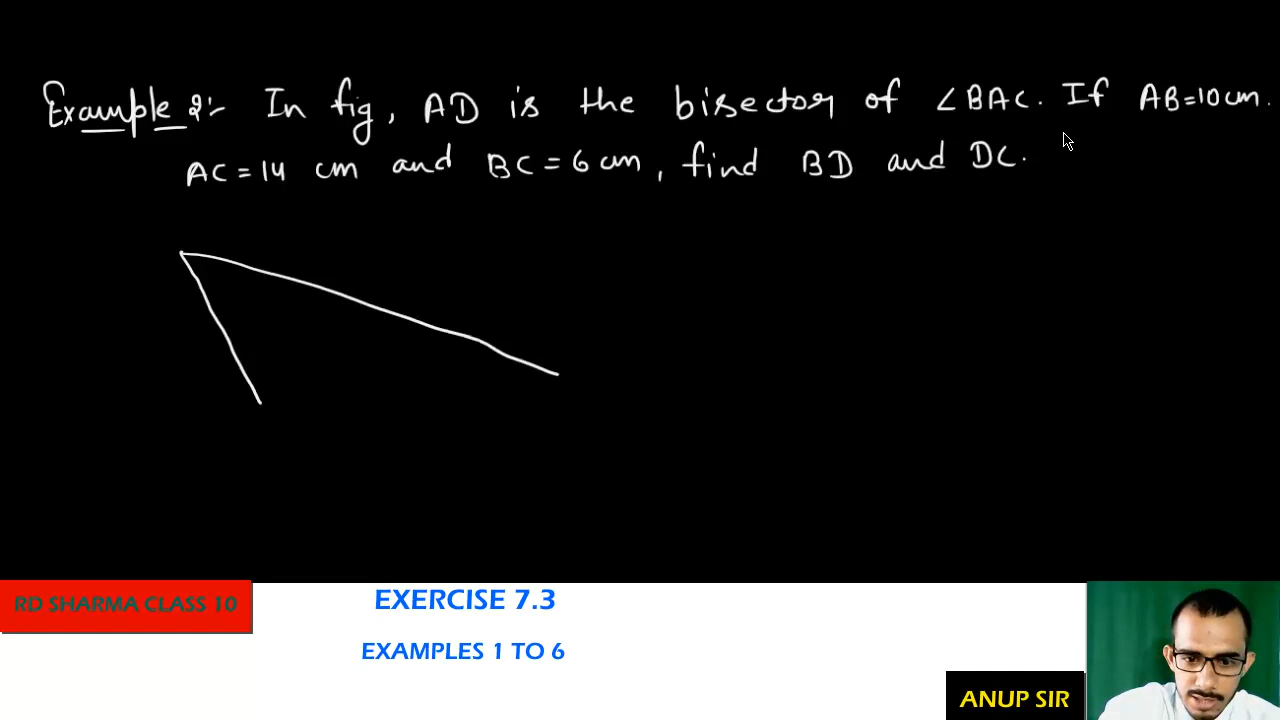 Example 2:- In fig, AD is the bisector of ∠BAC. If AB=10cm.
AC=14 cm and BC=6cm, find BD and DC.
RD SHARMA CLASS 10
EXERCISE 7.3
EXAMPLES 1 TO 6
ANUP SIR